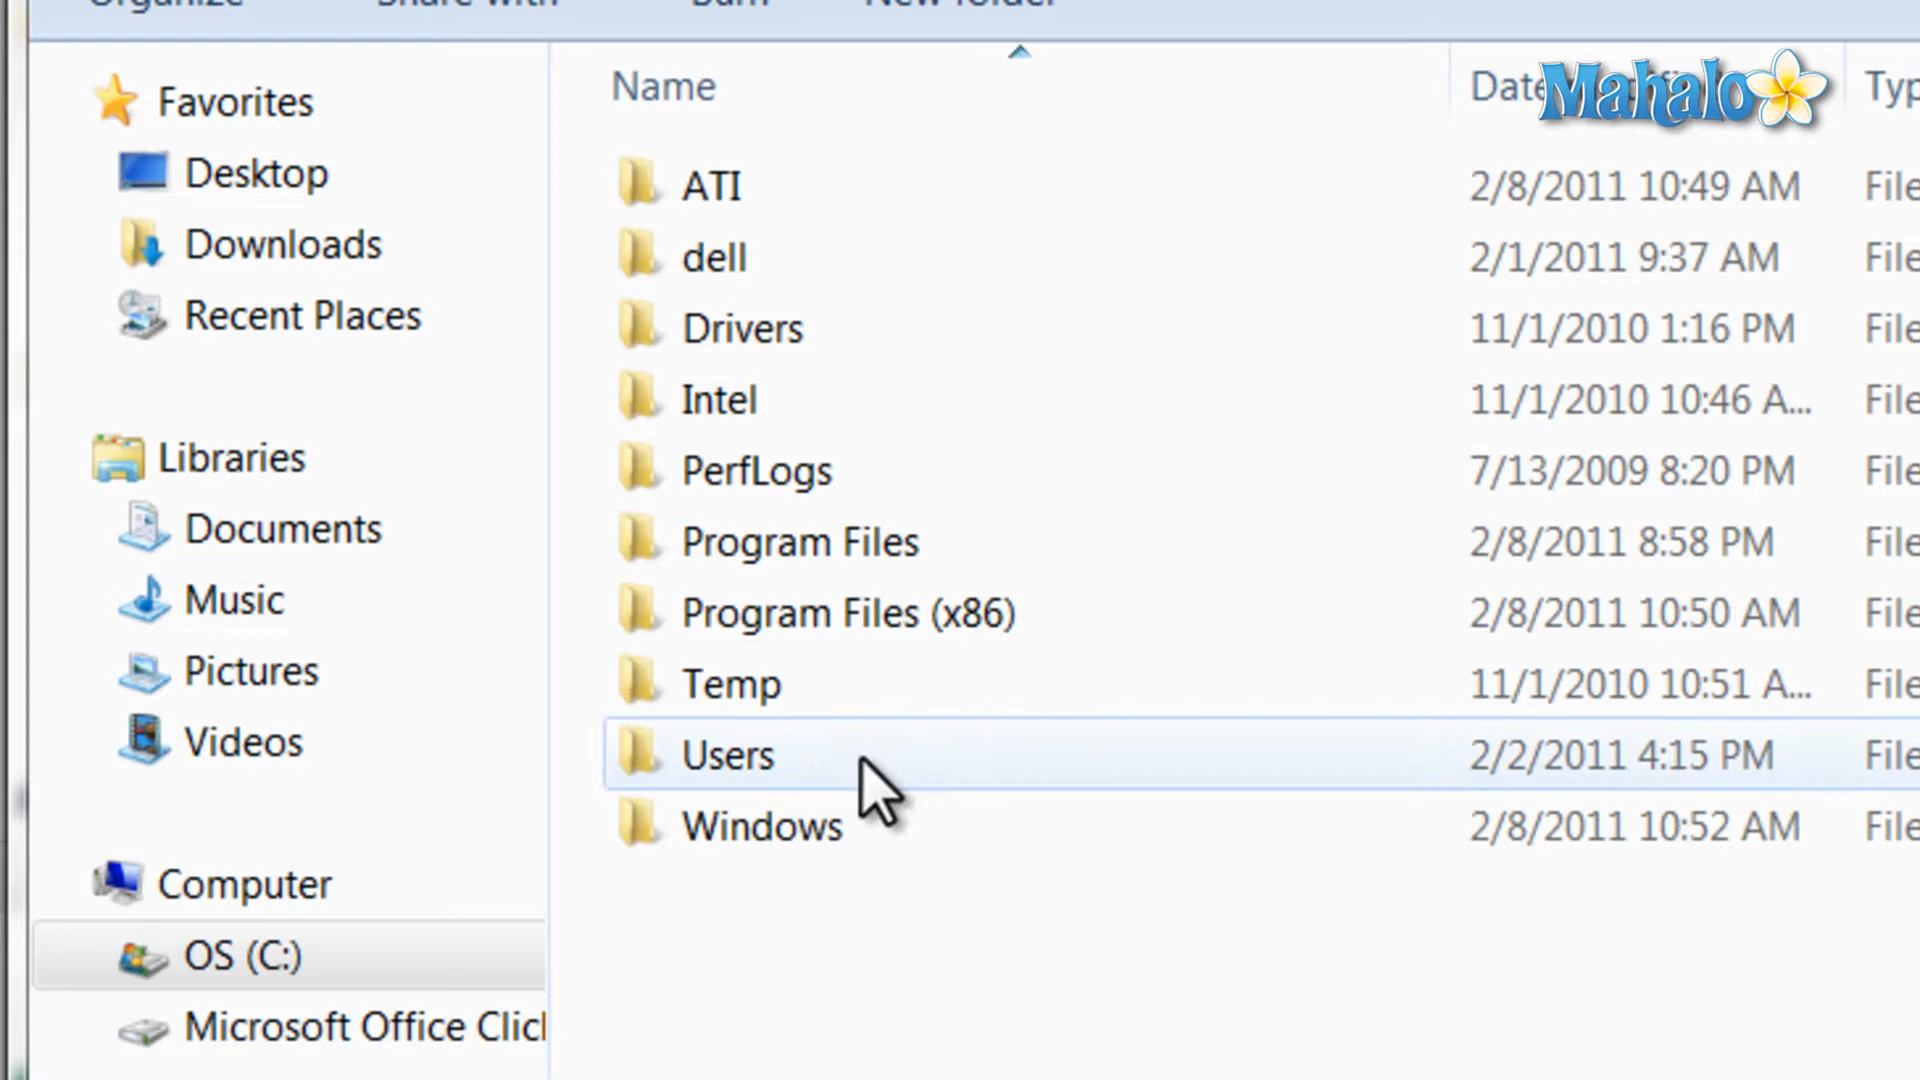 Organize Share with Burn New folder
Name Date Typ
Mahalo
Favorites
Desktop
Downloads
Recent Places
Libraries
Documents
Music
Pictures
Videos
Computer
OS (C:)
Microsoft Office Clic
ATI 2/8/2011 10:49 AM File
dell 2/1/2011 9:37 AM File
Drivers 11/1/2010 1:16 PM File
Intel 11/1/2010 10:46 A... File
PerfLogs 7/13/2009 8:20 PM File
Program Files 2/8/2011 8:58 PM File
Program Files (x86) 2/8/2011 10:50 AM File
Temp 11/1/2010 10:51 A... File
Users 2/2/2011 4:15 PM File
Windows 2/8/2011 10:52 AM File